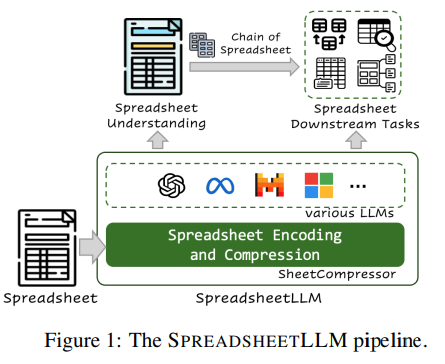 Chain of
Spreadsheet
Spreadsheet
Understanding
Spreadsheet
Downstream Tasks
...
various LLMs
Spreadsheet Encoding
and Compression
SheetCompressor
Spreadsheet
SpreadsheetLLM
Figure 1: The SPREADSHEETLLM pipeline.